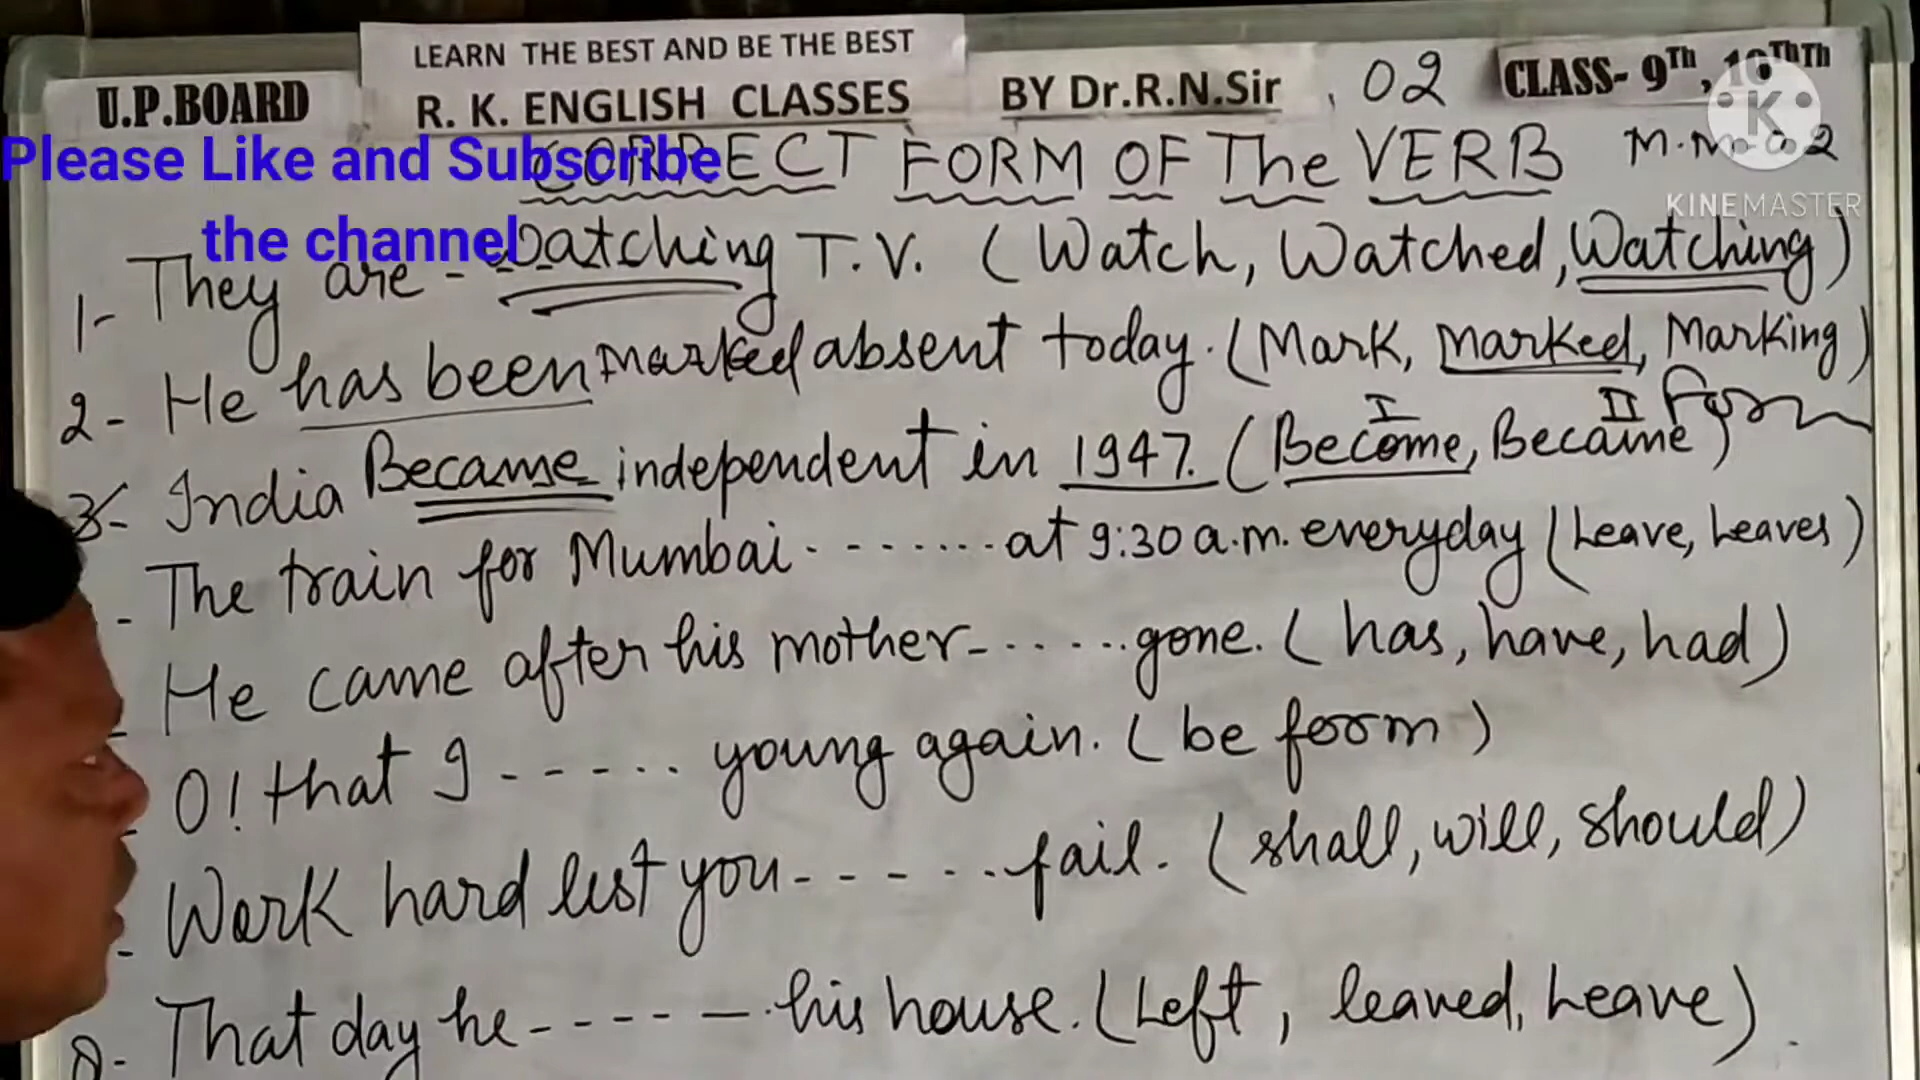 LEARN THE BEST AND BE THE BEST
U.P.BOARD R. K. ENGLISH CLASSES BY Dr.R.N.Sir , 02 CLASS- 9TH, 10TH
Please Like and Subscribe
the channel
CORRECT FORM OF The VERB M.M. 02
KINEMASTER
1- They are - Watching T.V. (Watch, Watched, Watching)
2- He has been marked absent today. (Mark, Marked, Marking)
I II Form
3- India Became independent in 1947. (Become, Became)
- The train for Mumbai ------- at 9:30 a.m. everyday (Leave, Leaves)
- He came after his mother ------ gone. (has, have, had)
- O! that I ------ young again. (be form)
- Work hard lest you ------ fail. (shall, will, should)
8- That day he ------ his house. (Left, leaved, Leave)